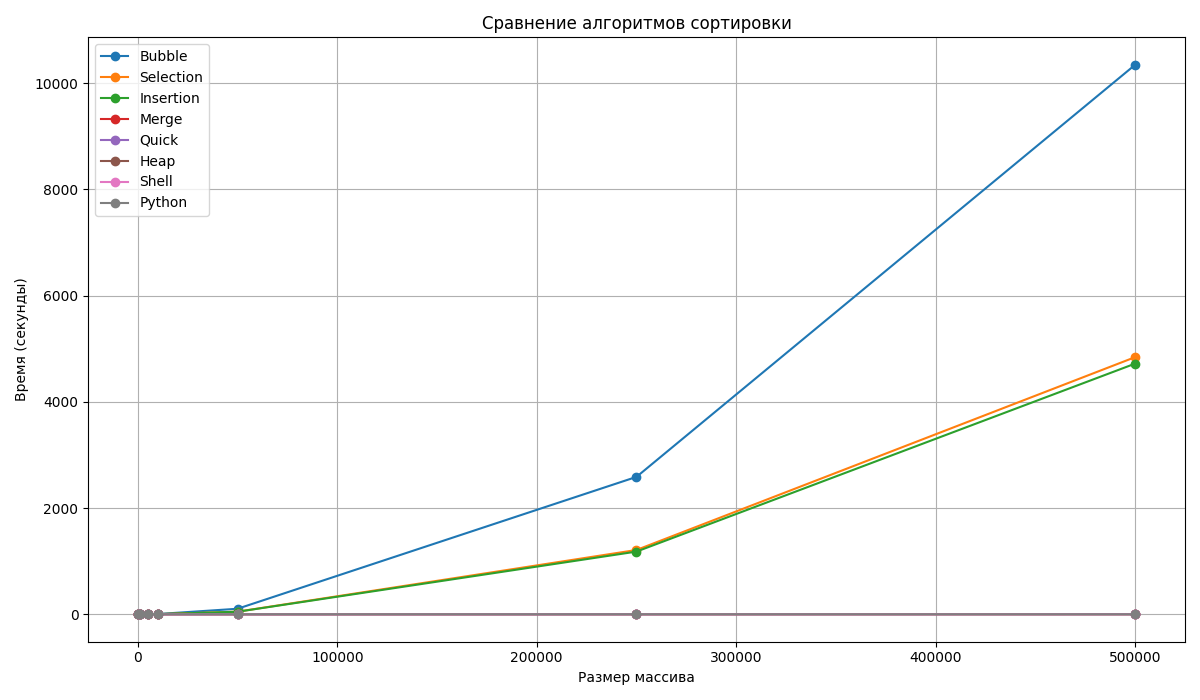 Сравнение алгоритмов сортировки
Bubble
Selection
Insertion
Merge
Quick
Heap
Shell
Python
10000
8000
6000
4000
2000
0
Время (секунды)
0
100000
200000
300000
400000
500000
Размер массива